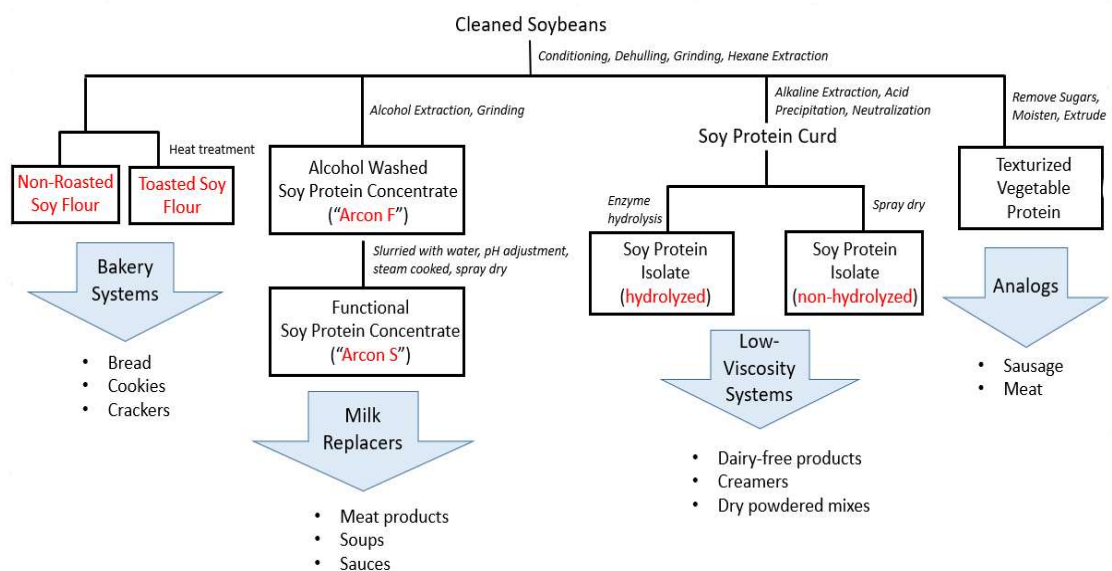 Cleaned Soybeans
Conditioning, Dehulling, Grinding, Hexane Extraction
Heat treatment
Non-Roasted
Soy Flour
Toasted Soy
Flour
Bakery
Systems
• Bread
• Cookies
• Crackers
Alcohol Extraction, Grinding
Alcohol Washed
Soy Protein Concentrate
(“Arcon F”)
Slurried with water, pH adjustment,
steam cooked, spray dry
Functional
Soy Protein Concentrate
(“Arcon S”)
Milk
Replacers
• Meat products
• Soups
• Sauces
Alkaline Extraction, Acid
Precipitation, Neutralization
Soy Protein Curd
Enzyme
hydrolysis
Spray dry
Soy Protein
Isolate
(hydrolyzed)
Soy Protein
Isolate
(non-hydrolyzed)
Low-
Viscosity
Systems
• Dairy-free products
• Creamers
• Dry powdered mixes
Remove Sugars,
Moisten, Extrude
Texturized
Vegetable
Protein
Analogs
• Sausage
• Meat